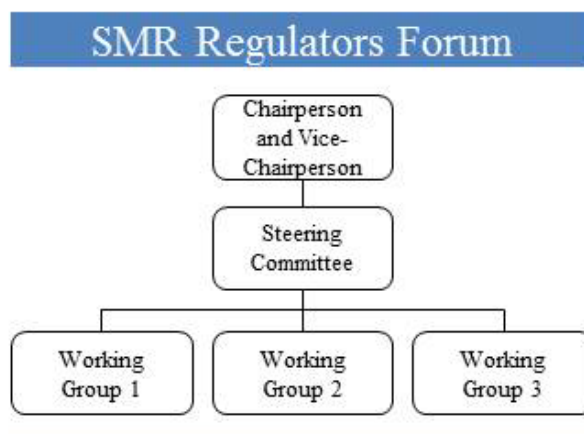 SMR Regulators Forum
Chairperson
and Vice-
Chairperson
Steering
Committee
Working
Group 1
Working
Group 2
Working
Group 3